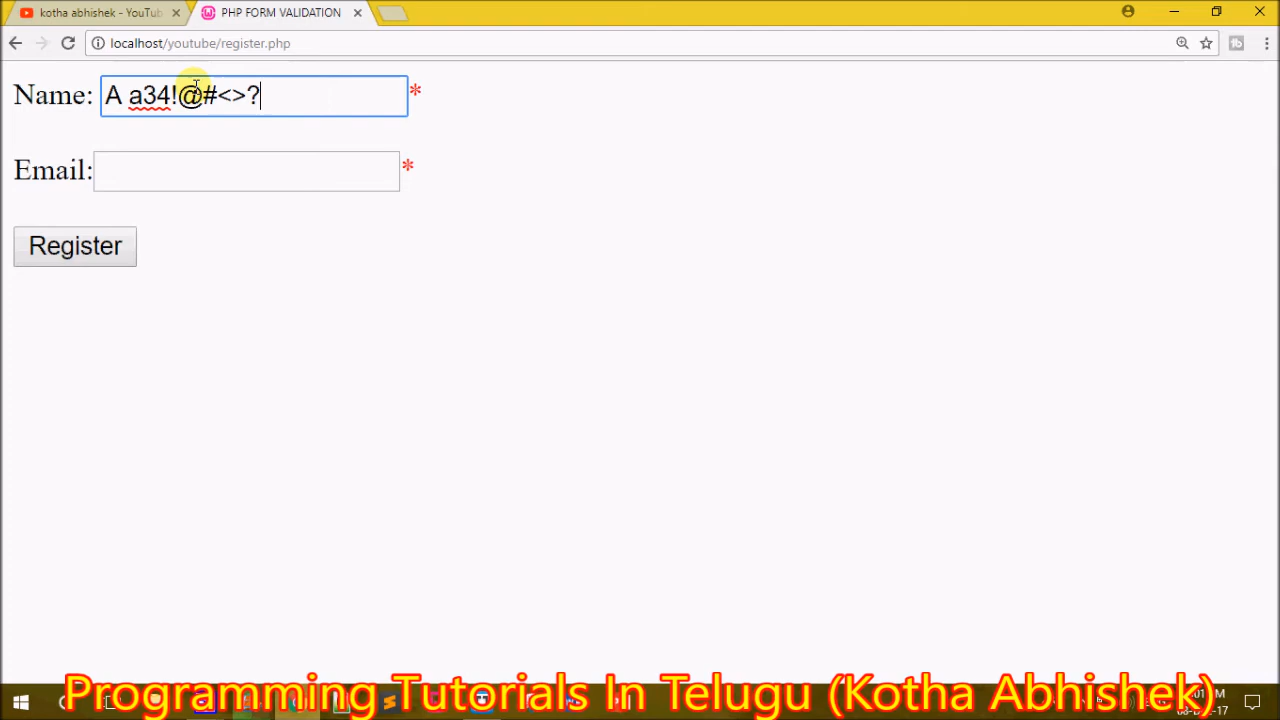 kotha abhishek - YouTub
PHP FORM VALIDATION
localhost/youtube/register.php
Name: A a34!@#<>? *
Email: *
Register
Programming Tutorials In Telugu (Kotha Abhishek)